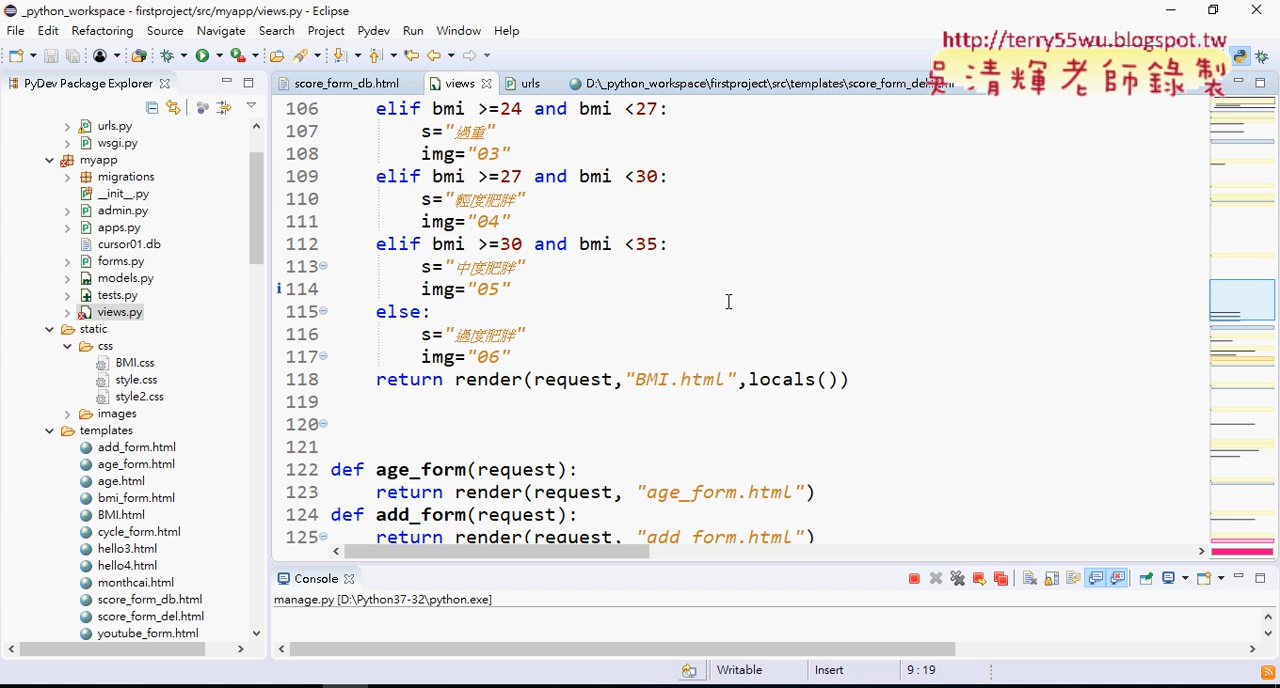 _python_workspace - firstproject/src/myapp/views.py - Eclipse
File Edit Refactoring Source Navigate Search Project Pydev Run Window Help
http://terry55wu.blogspot.tw
吳清輝老師錄製
PyDev Package Explorer
score_form_db.html
views
urls
D:\_python_workspace\firstproject\src\templates\score_form_del.html
urls.py
wsgi.py
myapp
migrations
__init__.py
admin.py
apps.py
cursor01.db
forms.py
models.py
tests.py
views.py
static
css
BMI.css
style.css
style2.css
images
templates
add_form.html
age_form.html
age.html
bmi_form.html
BMI.html
cycle_form.html
hello3.html
hello4.html
monthcai.html
score_form_db.html
score_form_del.html
youtube_form.html
106 elif bmi >=24 and bmi <27:
107 s="過重"
108 img="03"
109 elif bmi >=27 and bmi <30:
110 s="輕度肥胖"
111 img="04"
112 elif bmi >=30 and bmi <35:
113 s="中度肥胖"
114 img="05"
115 else:
116 s="過度肥胖"
117 img="06"
118 return render(request,"BMI.html",locals())
119
120
121
122 def age_form(request):
123 return render(request, "age_form.html")
124 def add_form(request):
125 return render(request, "add_form.html")
Console
manage.py [D:\Python37-32\python.exe]
Writable
Insert
9 : 19